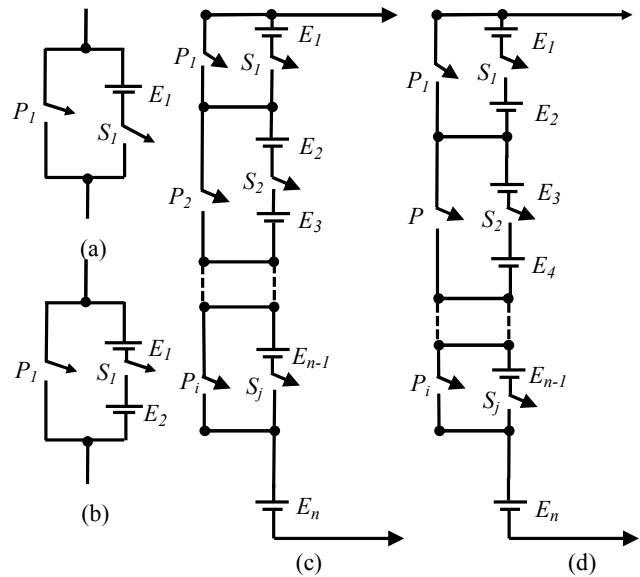 P1
E1
S1
(a)
P1
E1
S1
E2
(b)
E1
P1
S1
E2
P2
S2
E3
En-1
Pi
Sj
En
(c)
E1
P1
S1
E2
E3
P
S2
E4
En-1
Pi
Sj
En
(d)